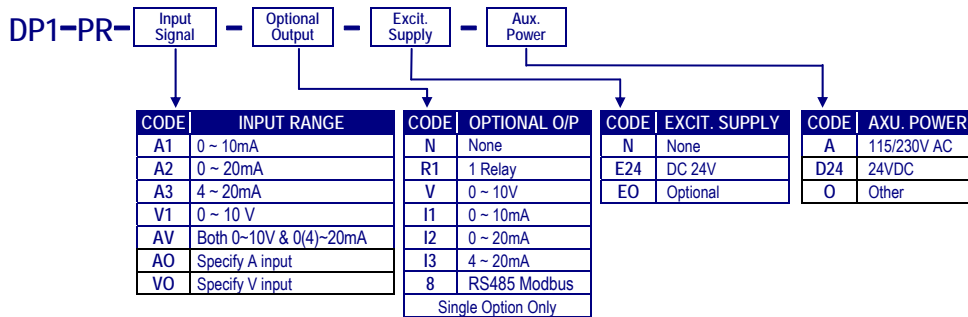 DP1-PR- Input Signal - Optional Output - Excit. Supply - Aux. Power
CODE INPUT RANGE
A1 0 ~ 10mA
A2 0 ~ 20mA
A3 4 ~ 20mA
V1 0 ~ 10 V
AV Both 0~10V & 0(4)~20mA
AO Specify A input
VO Specify V input
CODE OPTIONAL O/P
N None
R1 1 Relay
V 0 ~ 10V
I1 0 ~ 10mA
I2 0 ~ 20mA
I3 4 ~ 20mA
8 RS485 Modbus
Single Option Only
CODE EXCIT. SUPPLY
N None
E24 DC 24V
EO Optional
CODE AXU. POWER
A 115/230V AC
D24 24VDC
O Other